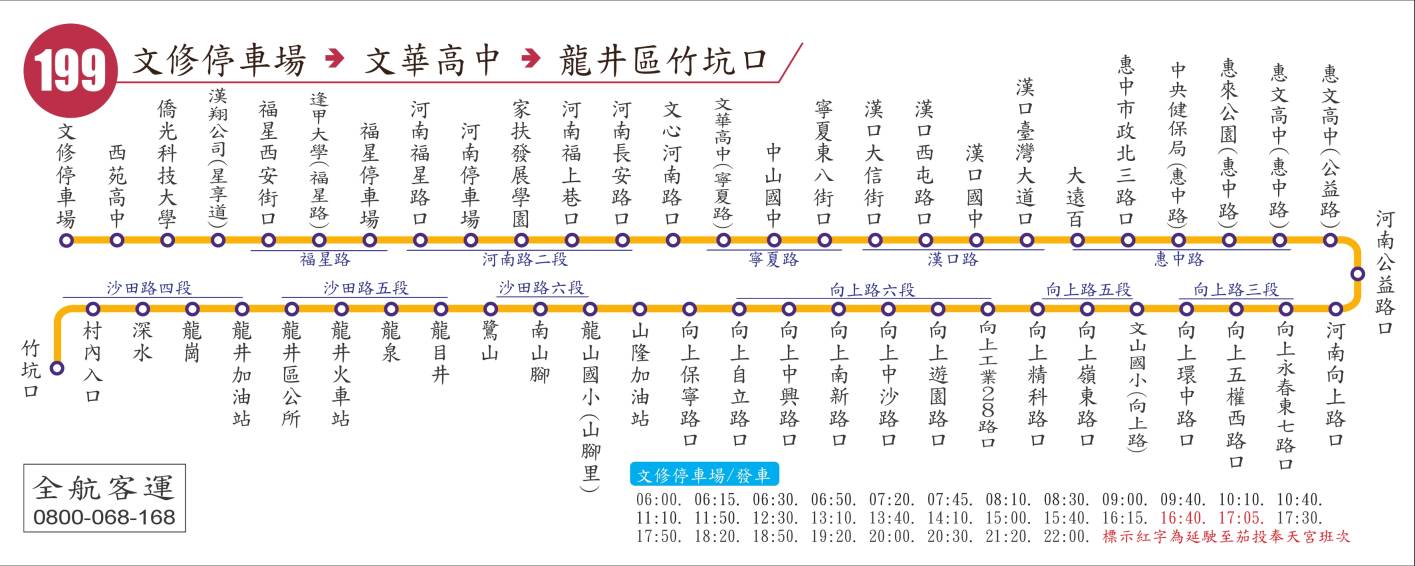 199
文修停車場 ➔ 文華高中 ➔ 龍井區竹坑口
文修停車場
西苑高中
僑光科技大學
漢翔公司(星享道)
福星西安街口
逢甲大學(福星路)
福星停車場
河南福星路口
河南停車場
家扶發展學園
河南福上巷口
河南長安路口
文心河南路口
文華高中(寧夏路)
中山國中
寧夏東八街口
漢口大信街口
漢口西屯路口
漢口國中
漢口臺灣大道口
大遠百
惠中市政北三路口
中央健保局(惠中路)
惠來公園(惠中路)
惠文高中(惠中路)
惠文高中(公益路)
河南公益路口
福星路
河南路二段
寧夏路
漢口路
惠中路
沙田路四段
沙田路五段
沙田路六段
向上路六段
向上路五段
向上路三段
竹坑口
村內入口
深水
龍崗
龍井加油站
龍井區公所
龍井火車站
龍泉
龍目井
鷺山
南山腳
龍山國小(山腳里)
山隆加油站
向上保寧路口
向上自立路口
向上中興路口
向上南新路口
向上中沙路口
向上遊園路口
向上工業28路口
向上精科路口
向上嶺東路口
文山國小(向上路)
向上環中路口
向上五權西路口
向上永春東七路口
河南向上路口
全航客運
0800-068-168
文修停車場/發車
06:00. 06:15. 06:30. 06:50. 07:20. 07:45. 08:10. 08:30. 09:00. 09:40. 10:10. 10:40.
11:10. 11:50. 12:30. 13:10. 13:40. 14:10. 15:00. 15:40. 16:15. 16:40. 17:05. 17:30.
17:50. 18:20. 18:50. 19:20. 20:00. 20:30. 21:20. 22:00. 標示紅字為延駛至茄投奉天宮班次